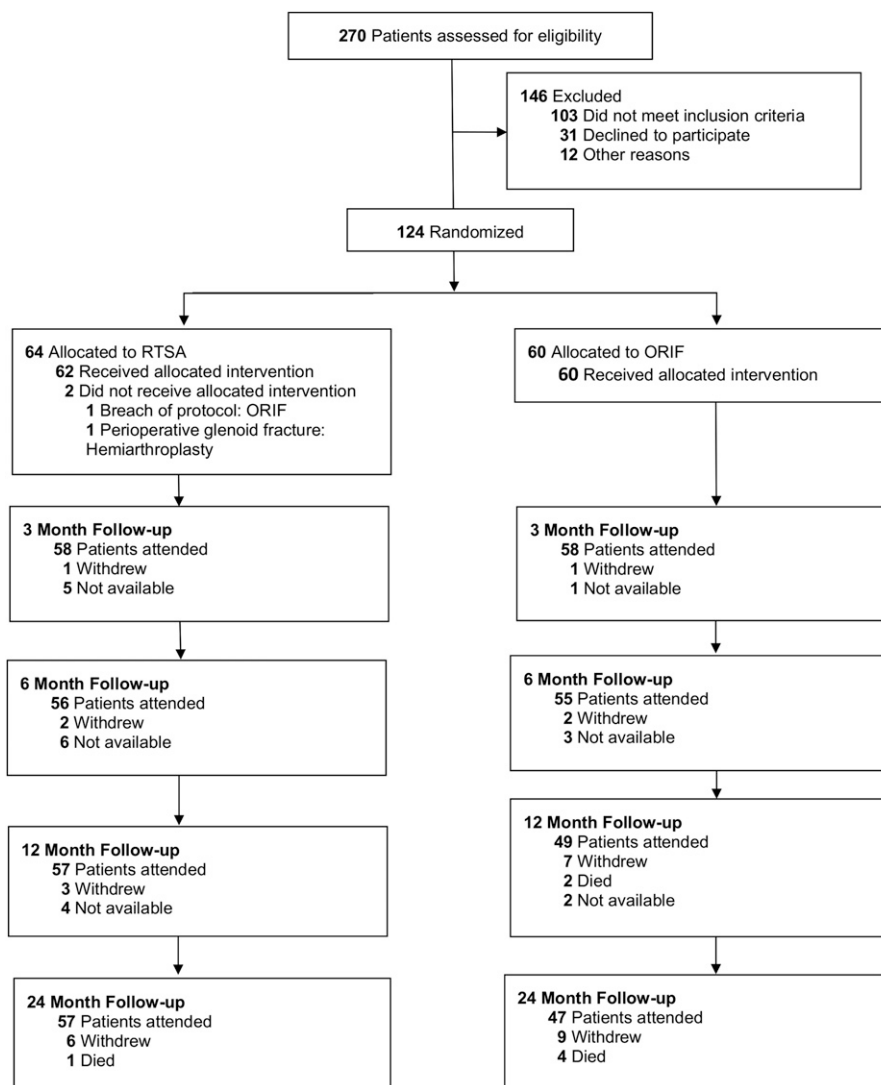 270 Patients assessed for eligibility
146 Excluded
103 Did not meet inclusion criteria
31 Declined to participate
12 Other reasons
124 Randomized
64 Allocated to RTSA
62 Received allocated intervention
2 Did not receive allocated intervention
1 Breach of protocol: ORIF
1 Perioperative glenoid fracture:
Hemiarthroplasty
60 Allocated to ORIF
60 Received allocated intervention
3 Month Follow-up
58 Patients attended
1 Withdrew
5 Not available
3 Month Follow-up
58 Patients attended
1 Withdrew
1 Not available
6 Month Follow-up
56 Patients attended
2 Withdrew
6 Not available
6 Month Follow-up
55 Patients attended
2 Withdrew
3 Not available
12 Month Follow-up
57 Patients attended
3 Withdrew
4 Not available
12 Month Follow-up
49 Patients attended
7 Withdrew
2 Died
2 Not available
24 Month Follow-up
57 Patients attended
6 Withdrew
1 Died
24 Month Follow-up
47 Patients attended
9 Withdrew
4 Died